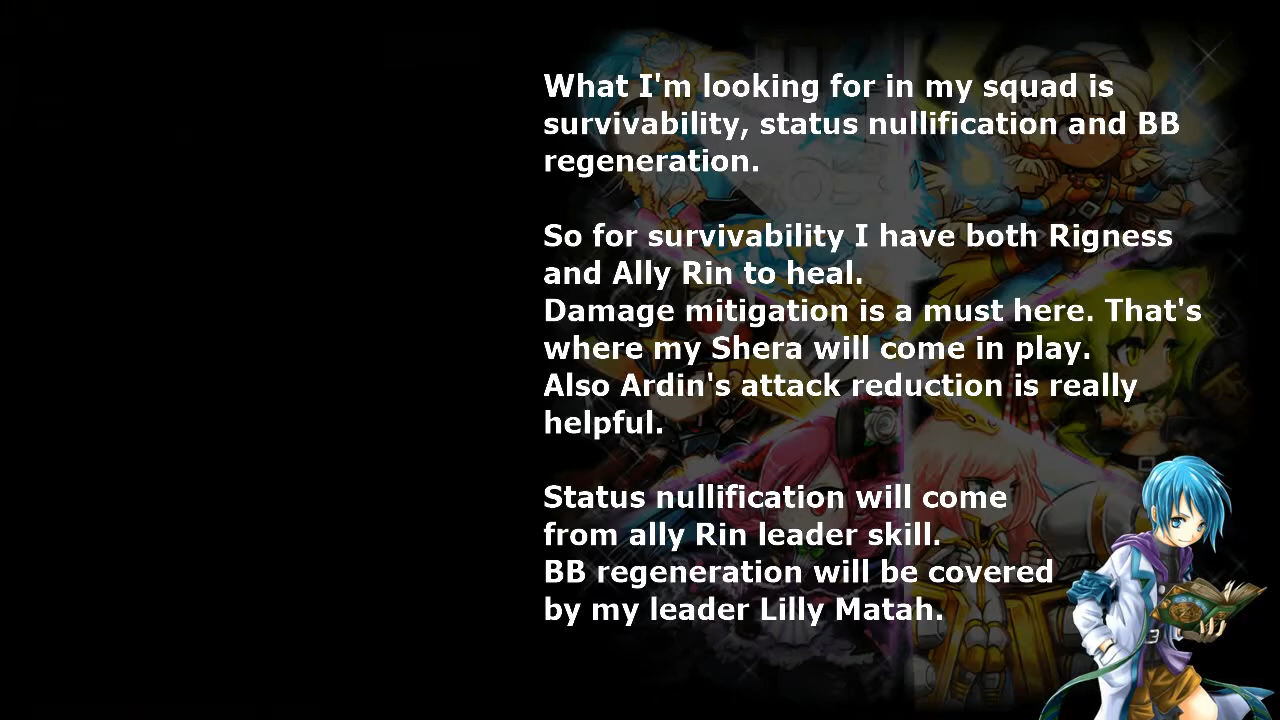 What I'm looking for in my squad is
survivability, status nullification and BB
regeneration.
So for survivability I have both Rigness
and Ally Rin to heal.
Damage mitigation is a must here. That's
where my Shera will come in play.
Also Ardin's attack reduction is really
helpful.
Status nullification will come
from ally Rin leader skill.
BB regeneration will be covered
by my leader Lilly Matah.